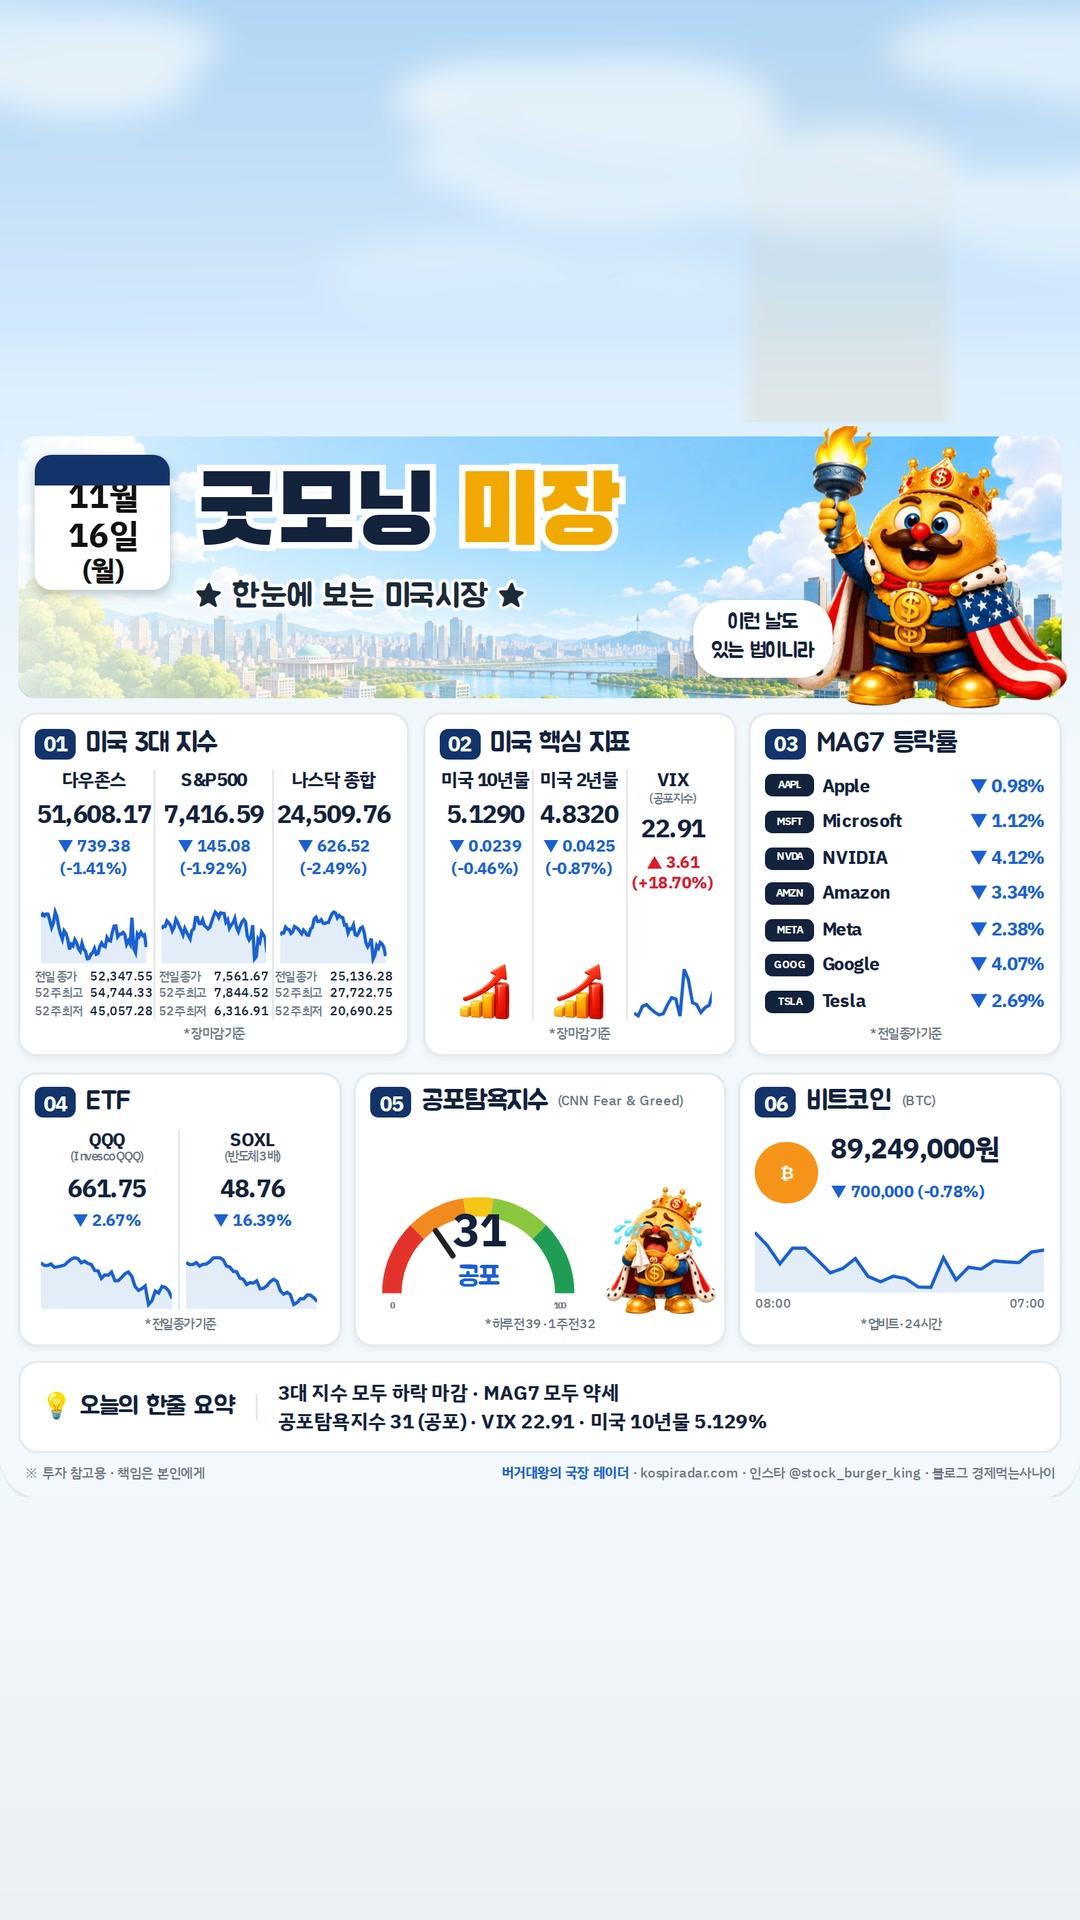 11월
16일
(월)
굿모닝 미장
★ 한눈에 보는 미국시장 ★
이런 날도
있는 법이니라
01 미국 3대 지수
다우존스 S&P500 나스닥 종합
51,608.17 7,416.59 24,509.76
▼ 739.38 ▼ 145.08 ▼ 626.52
(-1.41%) (-1.92%) (-2.49%)
전일종가 52,347.55 전일종가 7,561.67 전일종가 25,136.28
52주최고 54,744.33 52주최고 7,844.52 52주최고 27,722.75
52주최저 45,057.28 52주최저 6,316.91 52주최저 20,690.25
*장마감기준
02 미국 핵심 지표
미국 10년물 미국 2년물 VIX
(공포지수)
5.1290 4.8320 22.91
▼ 0.0239 ▼ 0.0425 ▲ 3.61
(-0.46%) (-0.87%) (+18.70%)
*장마감기준
03 MAG7 등락률
AAPL Apple ▼ 0.98%
MSFT Microsoft ▼ 1.12%
NVDA NVIDIA ▼ 4.12%
AMZN Amazon ▼ 3.34%
META Meta ▼ 2.38%
GOOG Google ▼ 4.07%
TSLA Tesla ▼ 2.69%
*전일종가기준
04 ETF
QQQ SOXL
(InvescoQQQ) (반도체3배)
661.75 48.76
▼ 2.67% ▼ 16.39%
*전일종가기준
05 공포탐욕지수 (CNN Fear & Greed)
31
공포
0 100
*하루전39·1주전32
06 비트코인 (BTC)
₿ 89,249,000원
▼ 700,000 (-0.78%)
08:00 07:00
*업비트·24시간
오늘의 한줄 요약
3대 지수 모두 하락 마감 · MAG7 모두 약세
공포탐욕지수 31 (공포) · VIX 22.91 · 미국 10년물 5.129%
※ 투자 참고용 · 책임은 본인에게
버거대왕의 국장 레이더 · kospiradar.com · 인스타 @stock_burger_king · 블로그 경제먹는사나이